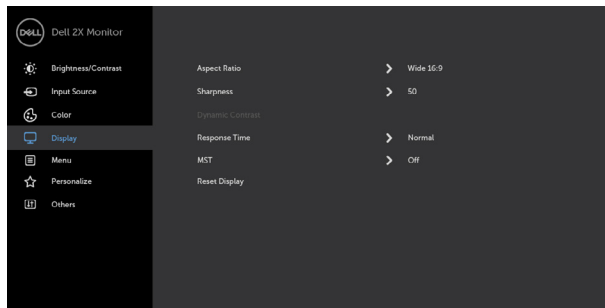 DELL Dell 2X Monitor
Brightness/Contrast
Input Source
Color
Display
Menu
Personalize
Others
Aspect Ratio Wide 16:9
Sharpness 50
Dynamic Contrast
Response Time Normal
MST Off
Reset Display